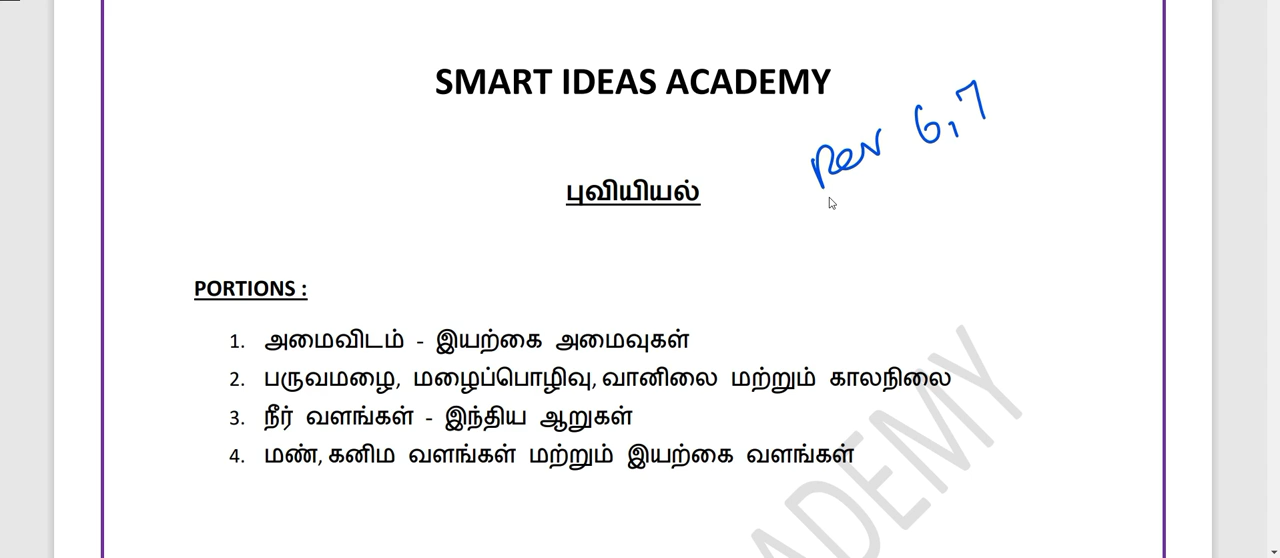 SMART IDEAS ACADEMY
Rev 6,7
புவியியல்
PORTIONS :
1. அமைவிடம் - இயற்கை அமைவுகள்
2. பருவமழை, மழைப்பொழிவு, வானிலை மற்றும் காலநிலை
3. நீர் வளங்கள் - இந்திய ஆறுகள்
4. மண், கனிம வளங்கள் மற்றும் இயற்கை வளங்கள்
ADEMY